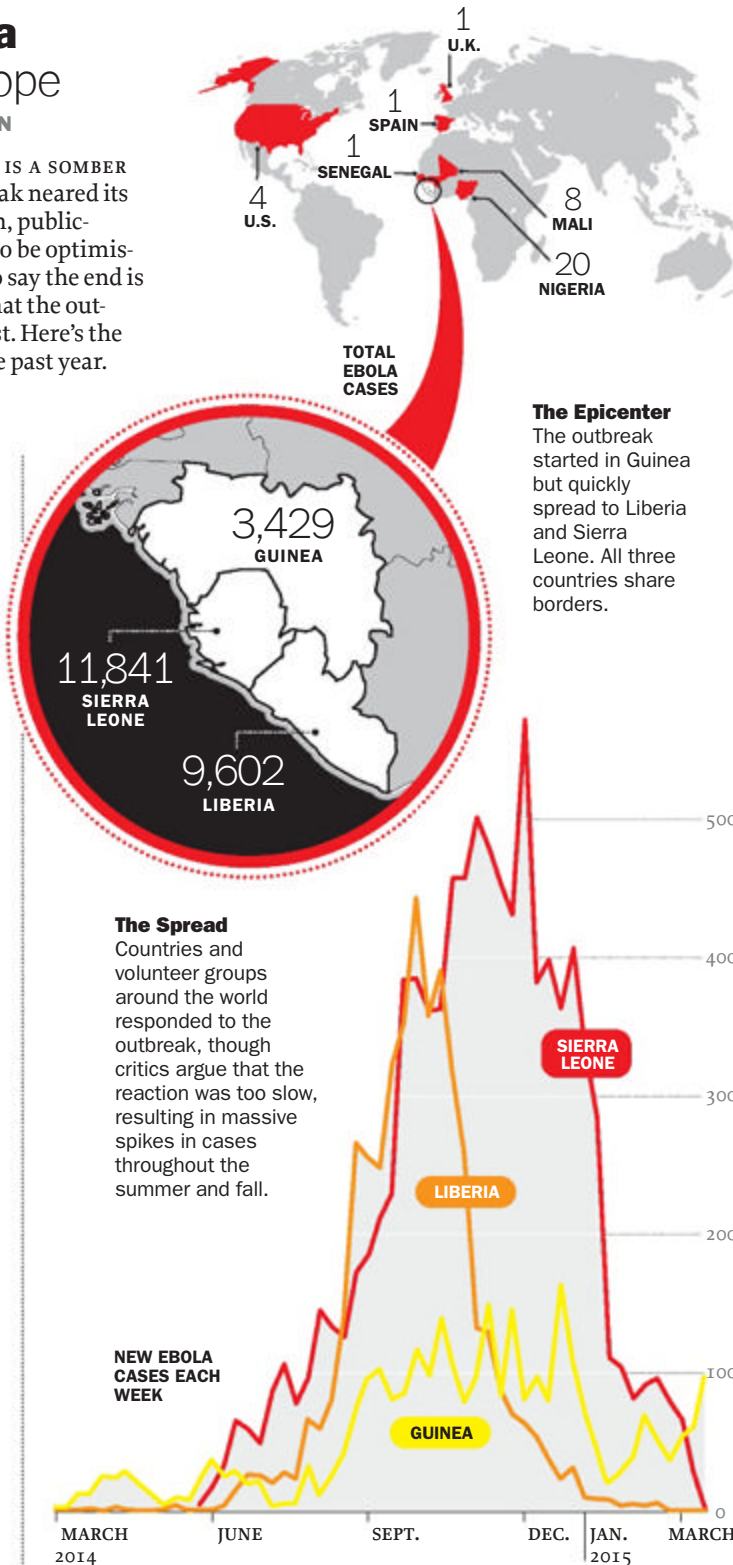 a
ope
N
IS A SOMBER
ak neared its
n, public-
o be optimis-
o say the end is
hat the out-
st. Here's the
e past year.
1
U.K.
1
SPAIN
1
SENEGAL
4
U.S.
8
MALI
20
NIGERIA
TOTAL
EBOLA
CASES
The Epicenter
The outbreak
started in Guinea
but quickly
spread to Liberia
and Sierra
Leone. All three
countries share
borders.
3,429
GUINEA
11,841
SIERRA
LEONE
9,602
LIBERIA
The Spread
Countries and
volunteer groups
around the world
responded to the
outbreak, though
critics argue that the
reaction was too slow,
resulting in massive
spikes in cases
throughout the
summer and fall.
NEW EBOLA
CASES EACH
WEEK
500
400
300
200
100
0
SIERRA
LEONE
LIBERIA
GUINEA
MARCH
2014
JUNE
SEPT.
DEC.
JAN.
2015
MARCH